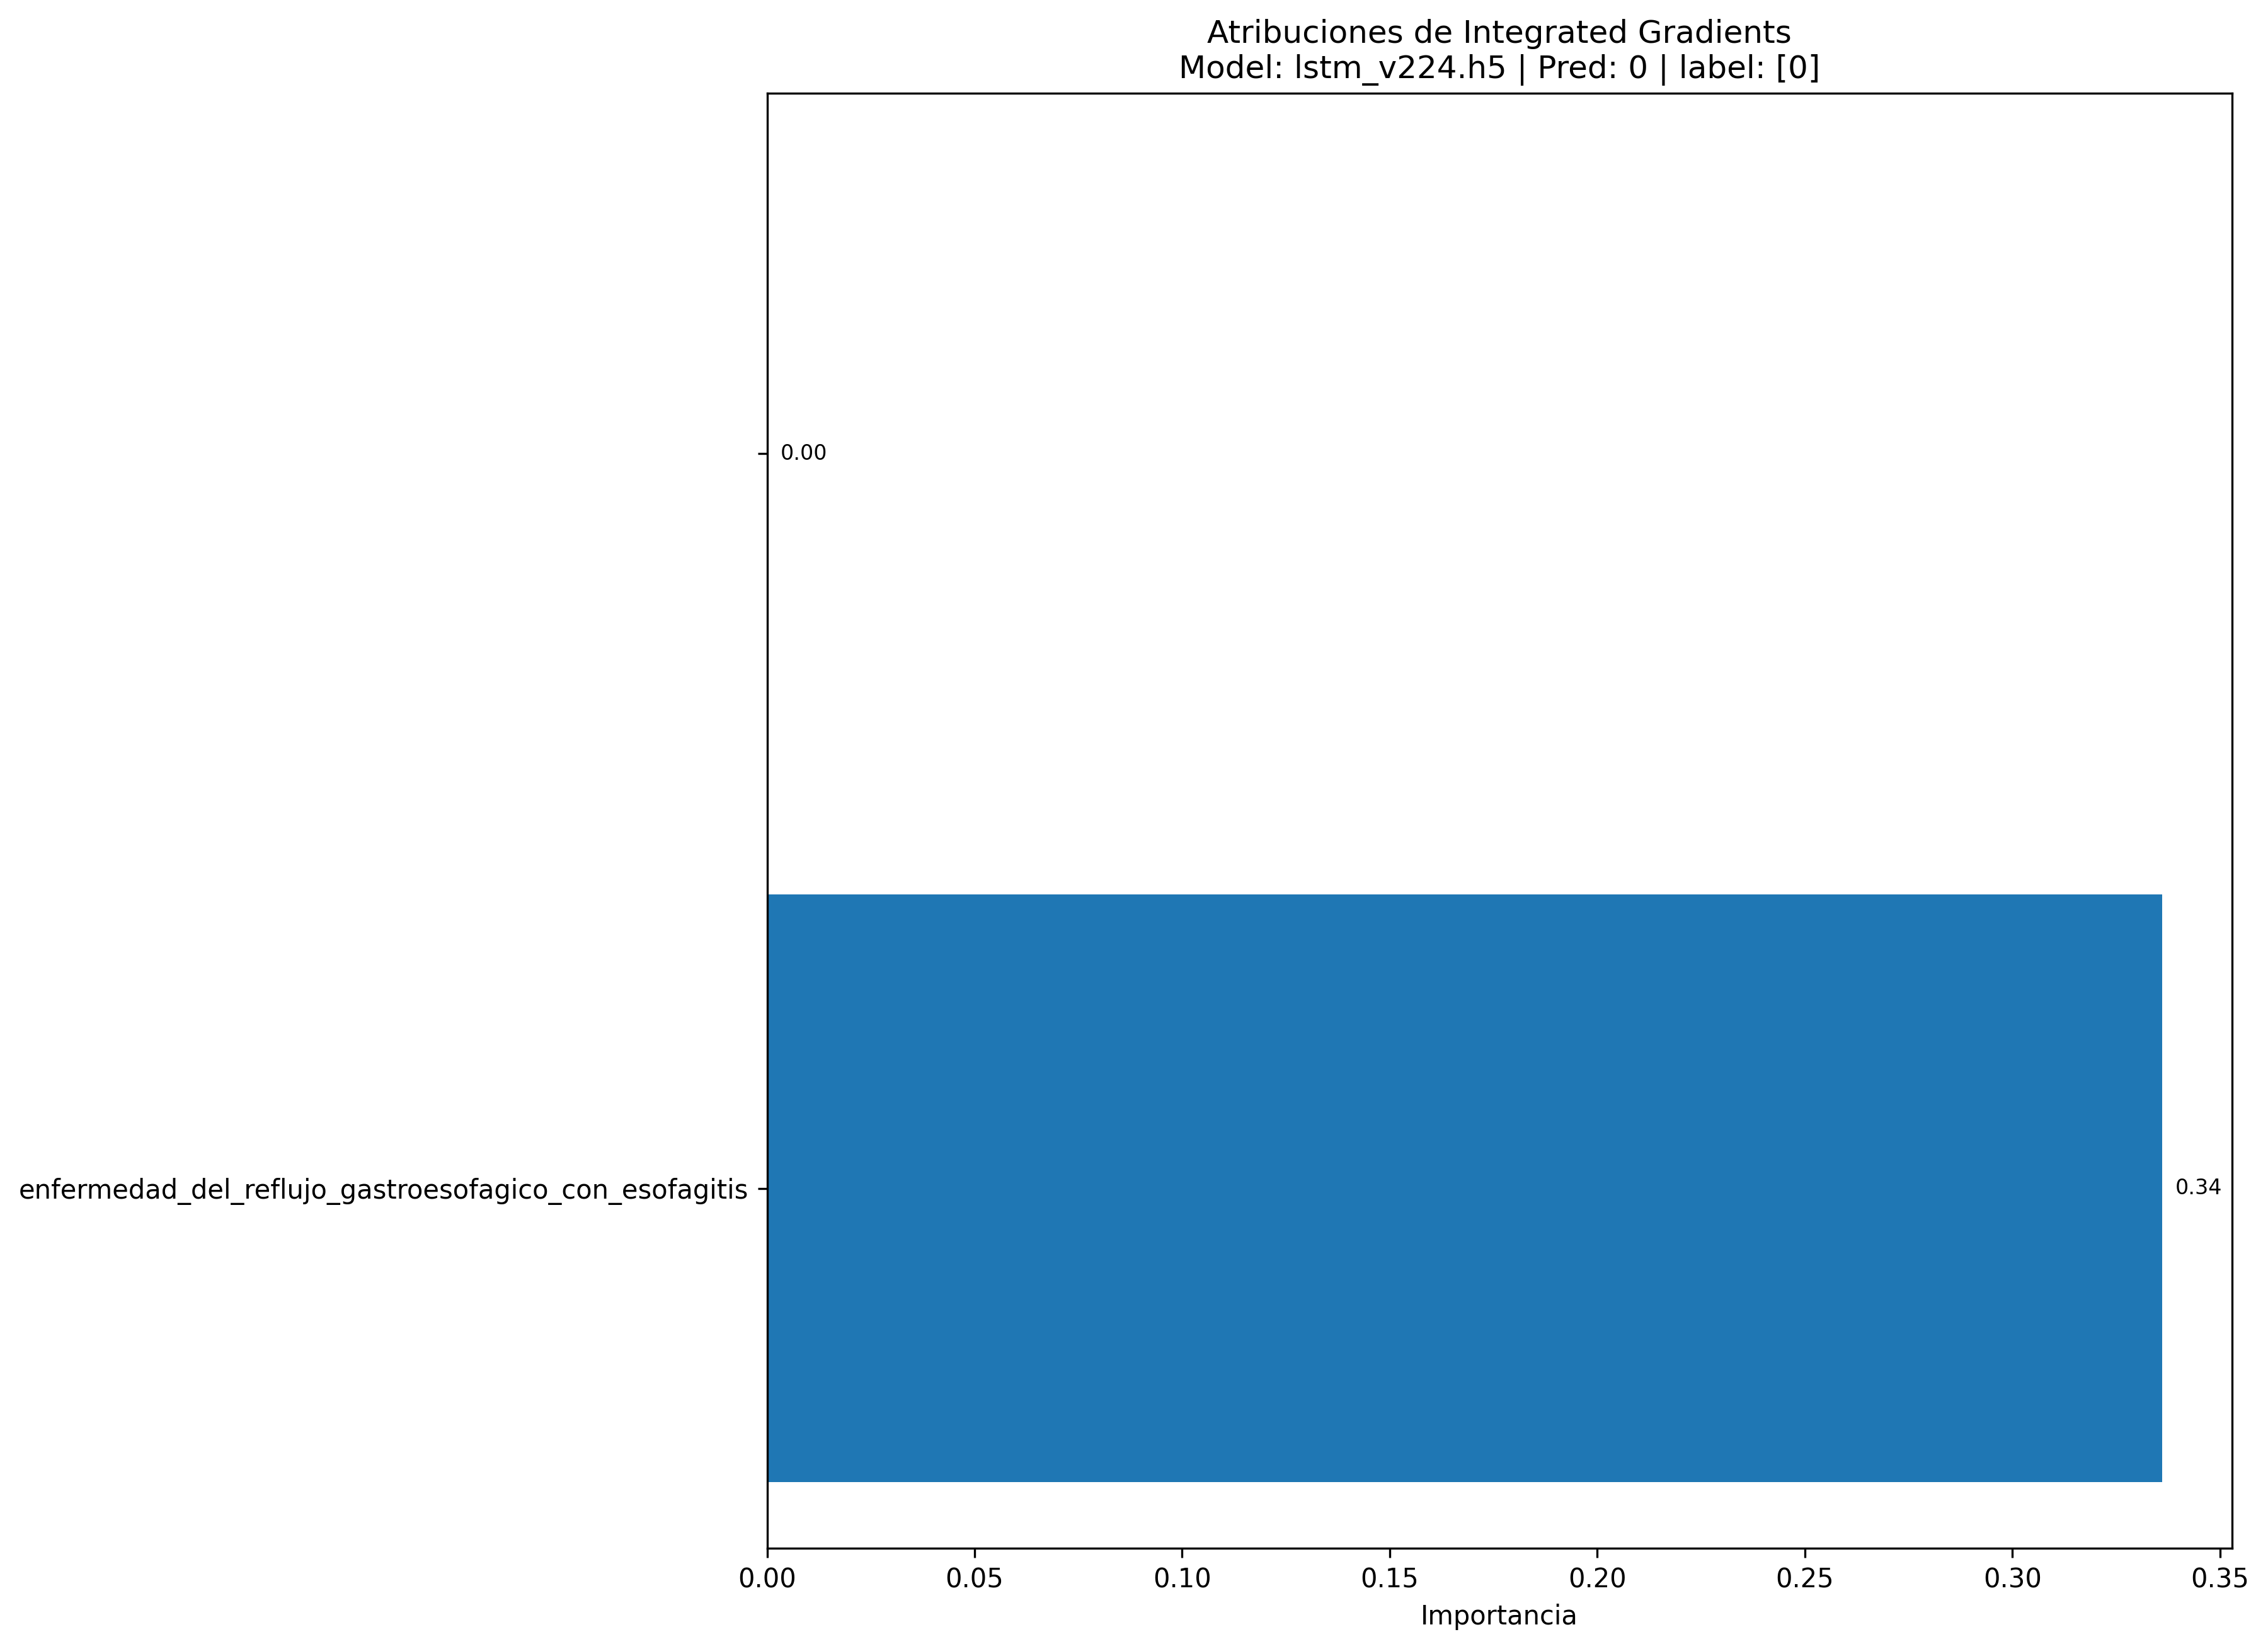 Atribuciones de Integrated Gradients
Model: lstm_v224.h5 | Pred: 0 | label: [0]
0.00
enfermedad_del_reflujo_gastroesofagico_con_esofagitis
0.34
0.00 0.05 0.10 0.15 0.20 0.25 0.30 0.35
Importancia